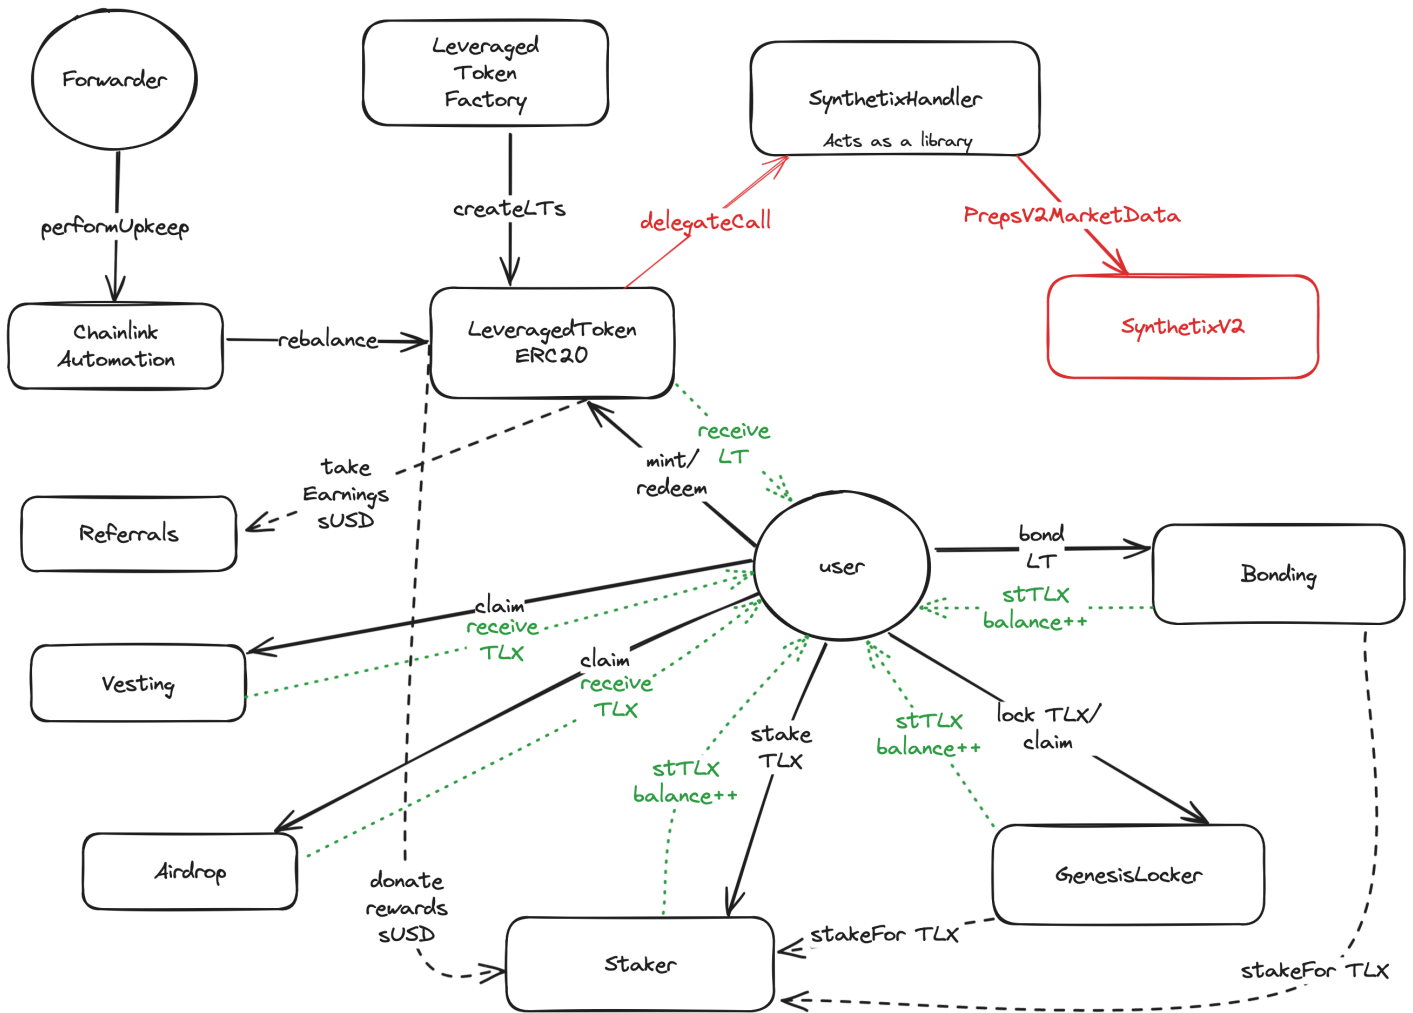 Forwarder
Leveraged
Token
Factory
SynthetixHandler
Acts as a library
performUpkeep
createLTs
delegateCall
PrepsV2MarketData
Chainlink
Automation
rebalance
LeveragedToken
ERC20
SynthetixV2
receive
LT
mint/
redeem
take
Earnings
sUSD
Referrals
user
bond
LT
Bonding
stTLX
balance++
claim
receive
TLX
Vesting
claim
receive
TLX
stake
TLX
stTLX
balance++
lock TLX/
claim
stTLX
balance++
Airdrop
donate
rewards
sUSD
GenesisLocker
stakeFor TLX
Staker
stakeFor TLX